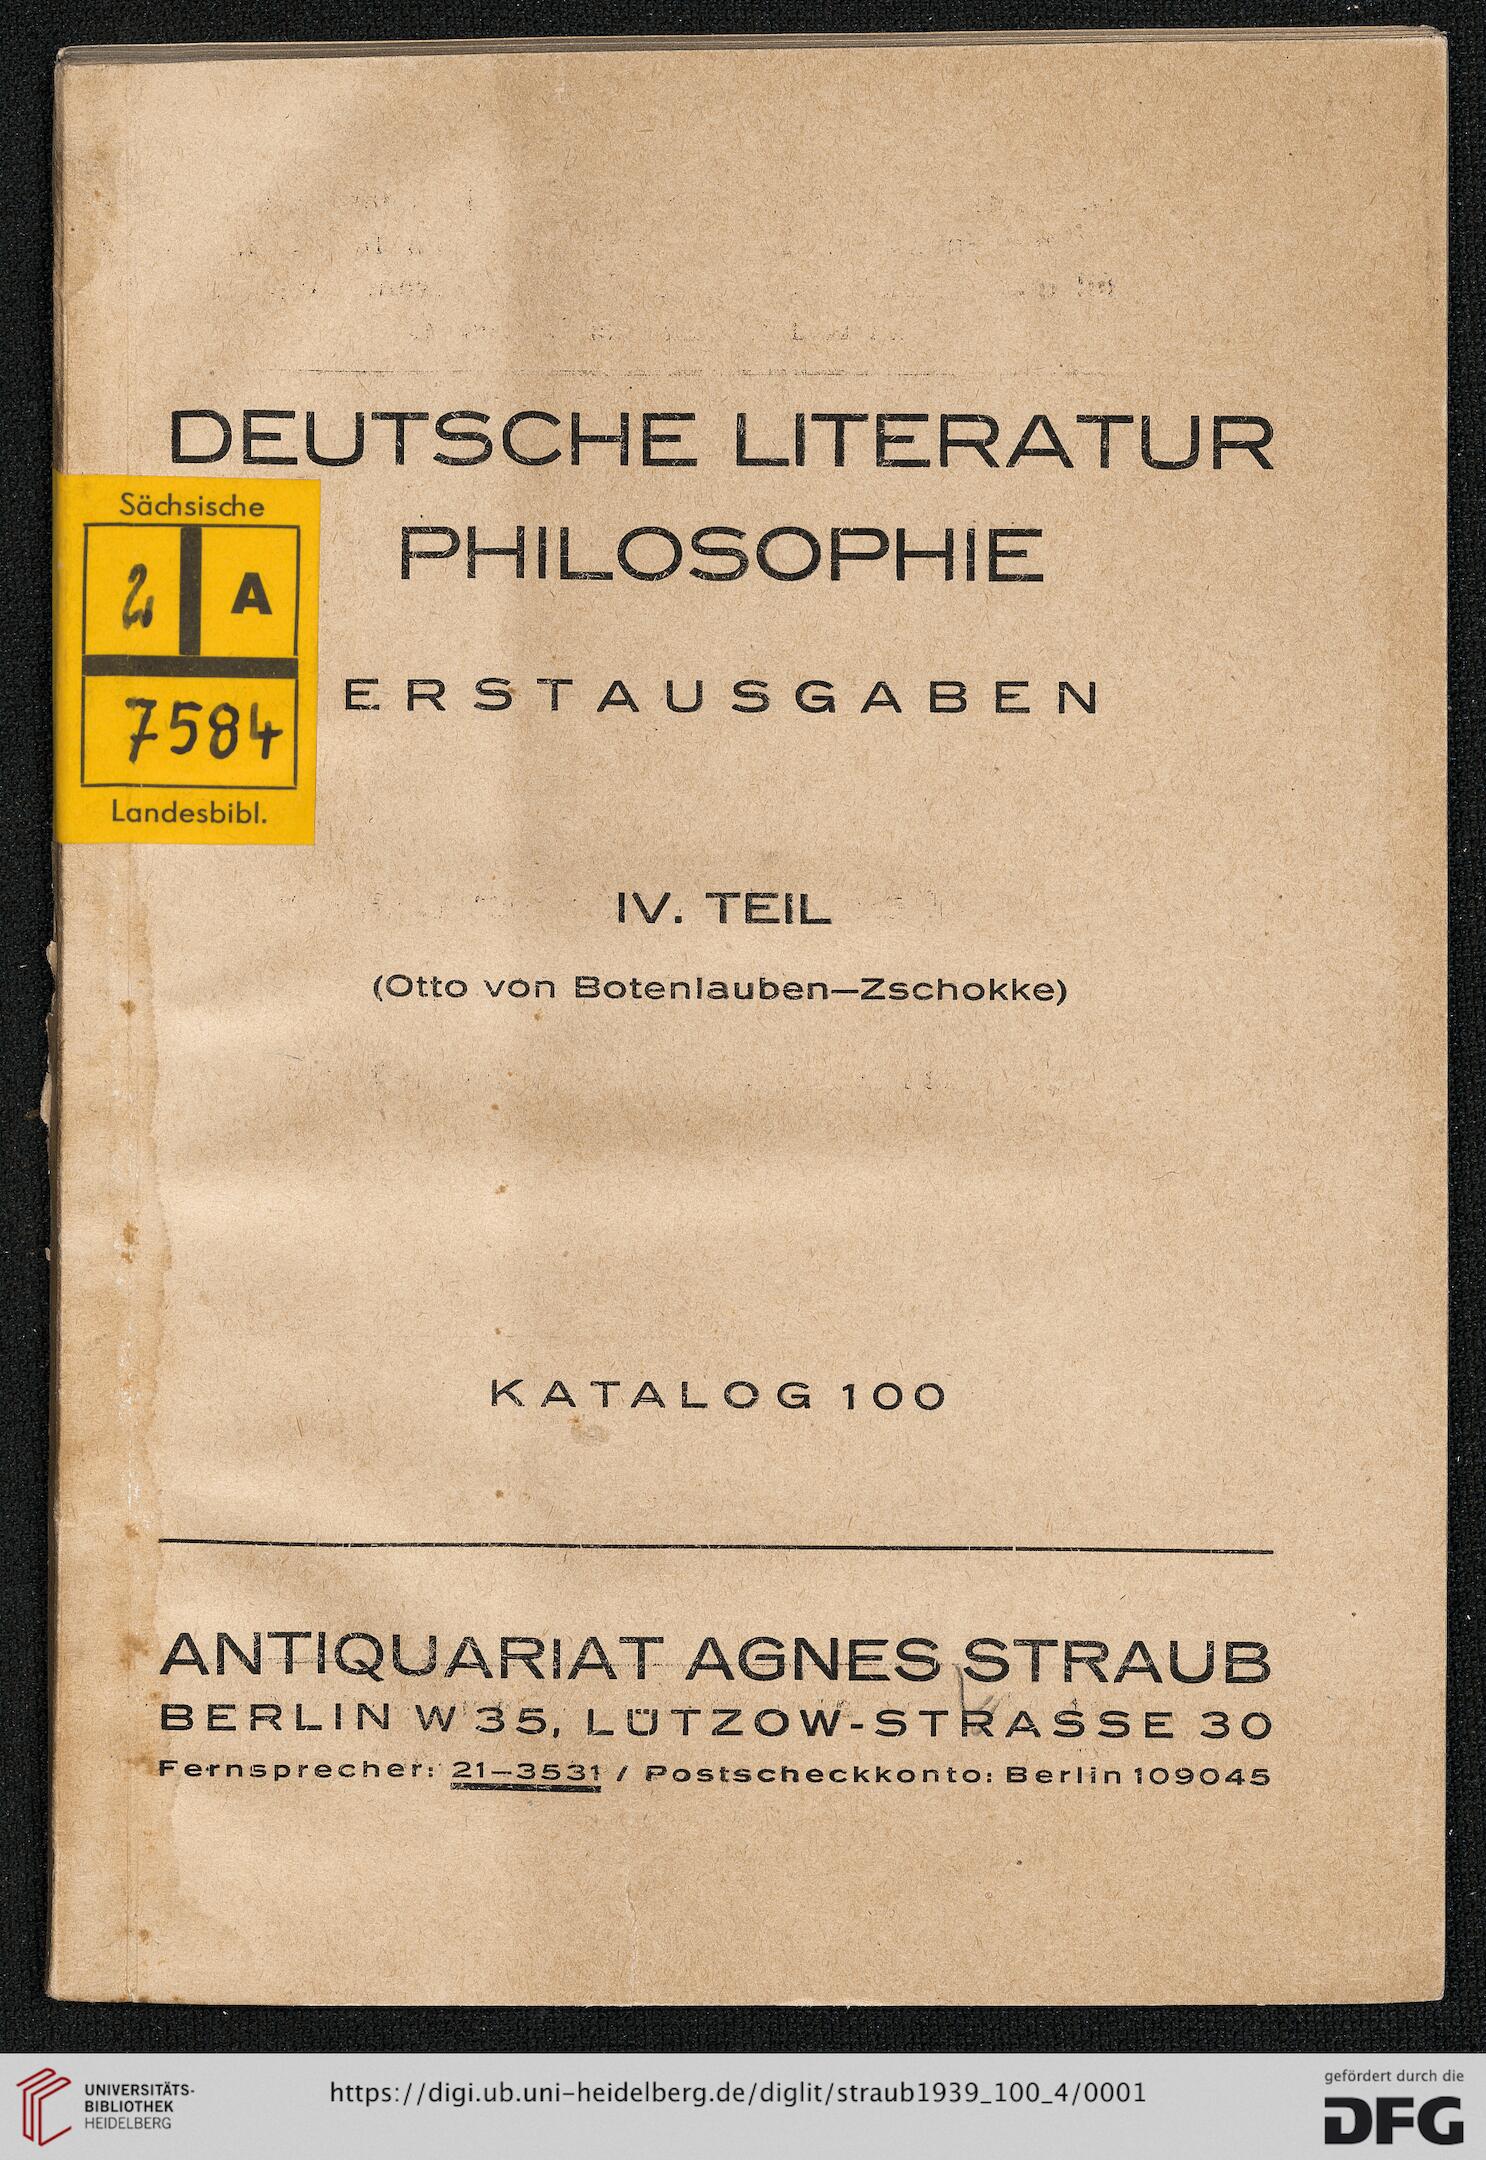 DEUTSCHE LITERATUR
PHILOSOPHIE
ERSTAUSGABEN
Sächsische
2 A
7584
Landesbibl.
IV. TEIL
(Otto von Botenlauben—Zschokke)
KATALOG 100
ANTIQUARIAT AGNES STRAUB
BERLIN W 35, LÜTZOW-STRASSE 30
Fernsprecher: 21—3531 / Postscheckkonto: Berlin 109045
UNIVERSITÄTS-
BIBLIOTHEK
HEIDELBERG
https://digi.ub.uni-heidelberg.de/diglit/straub1939_100_4/0001
gefördert durch die
DFG